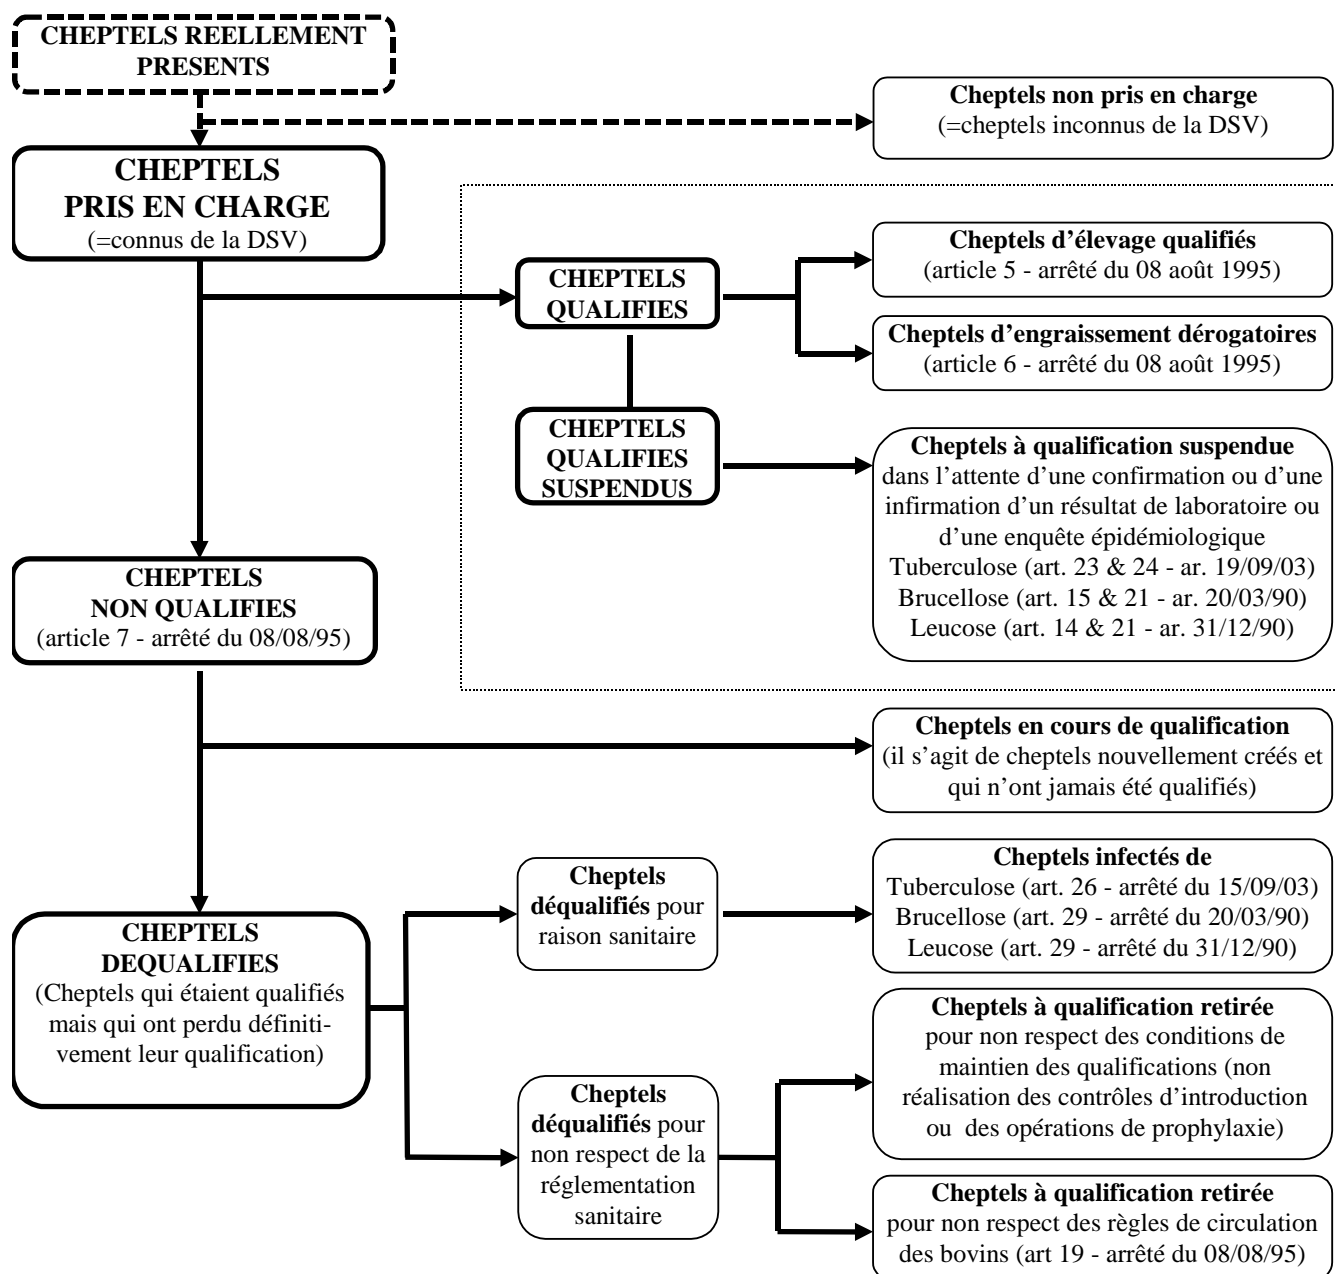 CHEPTELS REELLEMENT
PRESENTS
Cheptels non pris en charge
(=cheptels inconnus de la DSV)
CHEPTELS
PRIS EN CHARGE
(=connus de la DSV)
CHEPTELS
QUALIFIES
Cheptels d’élevage qualifiés
(article 5 - arrêté du 08 août 1995)
Cheptels d’engraissement dérogatoires
(article 6 - arrêté du 08 août 1995)
CHEPTELS
QUALIFIES
SUSPENDUS
Cheptels à qualification suspendue
dans l’attente d’une confirmation ou d’une
infirmation d’un résultat de laboratoire ou
d’une enquête épidémiologique
Tuberculose (art. 23 & 24 - ar. 19/09/03)
Brucellose (art. 15 & 21 - ar. 20/03/90)
Leucose (art. 14 & 21 - ar. 31/12/90)
CHEPTELS
NON QUALIFIES
(article 7 - arrêté du 08/08/95)
Cheptels en cours de qualification
(il s’agit de cheptels nouvellement créés et
qui n’ont jamais été qualifiés)
CHEPTELS
DEQUALIFIES
(Cheptels qui étaient qualifiés
mais qui ont perdu définiti-
vement leur qualification)
Cheptels
déqualifiés pour
raison sanitaire
Cheptels infectés de
Tuberculose (art. 26 - arrêté du 15/09/03)
Brucellose (art. 29 - arrêté du 20/03/90)
Leucose (art. 29 - arrêté du 31/12/90)
Cheptels
déqualifiés pour
non respect de la
réglementation
sanitaire
Cheptels à qualification retirée
pour non respect des conditions de
maintien des qualifications (non
réalisation des contrôles d’introduction
ou des opérations de prophylaxie)
Cheptels à qualification retirée
pour non respect des règles de circulation
des bovins (art 19 - arrêté du 08/08/95)